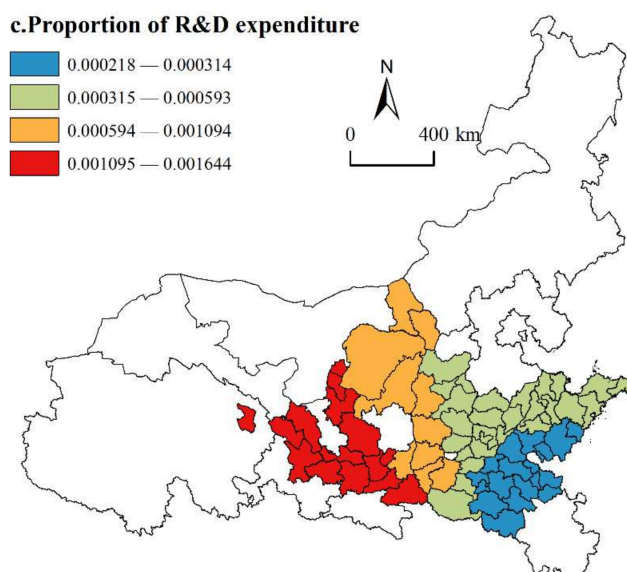 c.Proportion of R&D expenditure
0.000218 — 0.000314
0.000315 — 0.000593
0.000594 — 0.001094
0.001095 — 0.001644
N
0 400 km